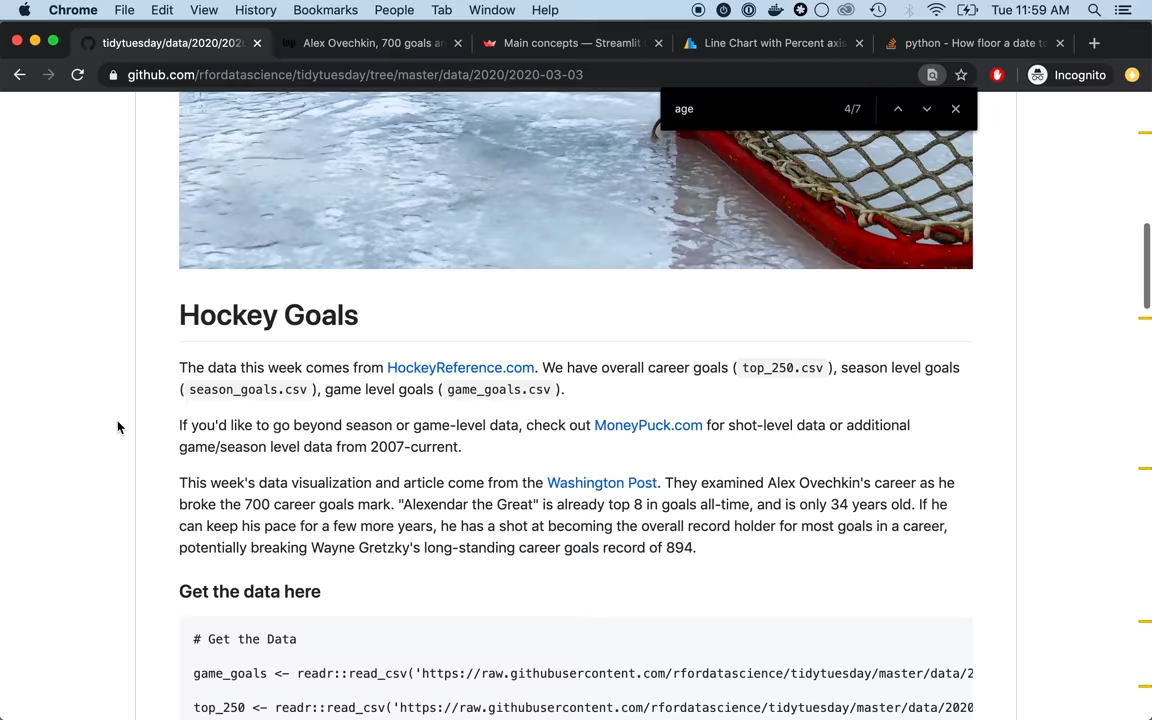 Chrome File Edit View History Bookmarks People Tab Window Help Tue 11:59 AM
tidytuesday/data/2020/202 Alex Ovechkin, 700 goals an Main concepts — Streamlit Line Chart with Percent axis python - How floor a date to
github.com/rfordatascience/tidytuesday/tree/master/data/2020/2020-03-03 Incognito
age 4/7
Hockey Goals
The data this week comes from HockeyReference.com. We have overall career goals ( top_250.csv ), season level goals
( season_goals.csv ), game level goals ( game_goals.csv ).
If you'd like to go beyond season or game-level data, check out MoneyPuck.com for shot-level data or additional
game/season level data from 2007-current.
This week's data visualization and article come from the Washington Post. They examined Alex Ovechkin's career as he
broke the 700 career goals mark. "Alexendar the Great" is already top 8 in goals all-time, and is only 34 years old. If he
can keep his pace for a few more years, he has a shot at becoming the overall record holder for most goals in a career,
potentially breaking Wayne Gretzky's long-standing career goals record of 894.
Get the data here
# Get the Data
game_goals <- readr::read_csv('https://raw.githubusercontent.com/rfordatascience/tidytuesday/master/data/2
top_250 <- readr::read_csv('https://raw.githubusercontent.com/rfordatascience/tidytuesday/master/data/2020